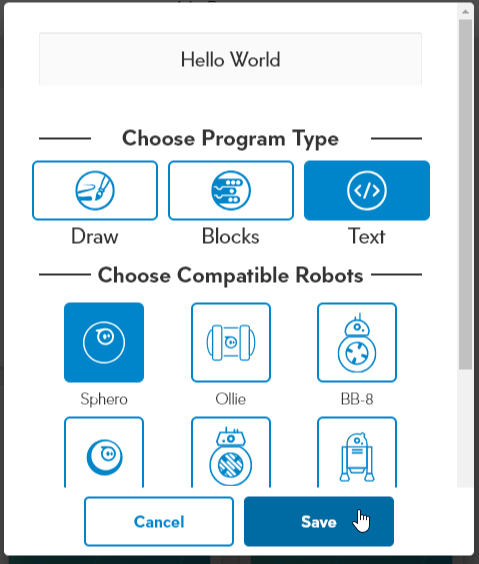 Hello World
Choose Program Type
Draw Blocks Text
Choose Compatible Robots
Sphero Ollie BB-8
Cancel Save